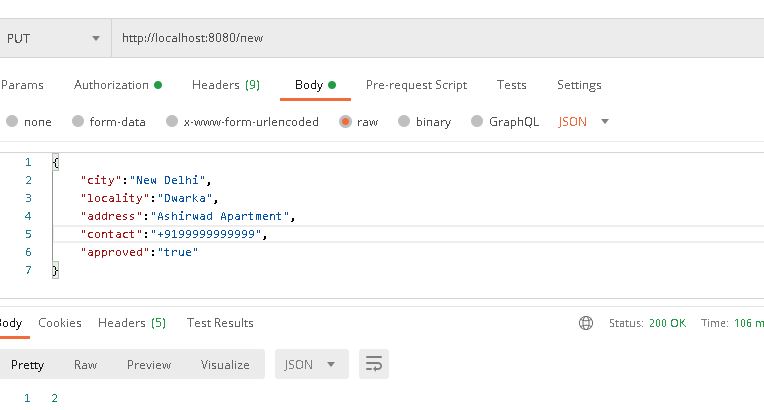 PUT http://localhost:8080/new
Params Authorization Headers (9) Body Pre-request Script Tests Settings
none form-data x-www-form-urlencoded raw binary GraphQL JSON
1 {
2 "city":"New Delhi",
3 "locality":"Dwarka",
4 "address":"Ashirwad Apartment",
5 "contact":"+9199999999999",
6 "approved":"true"
7 }
Body Cookies Headers (5) Test Results Status: 200 OK Time: 106 m
Pretty Raw Preview Visualize JSON
1 2